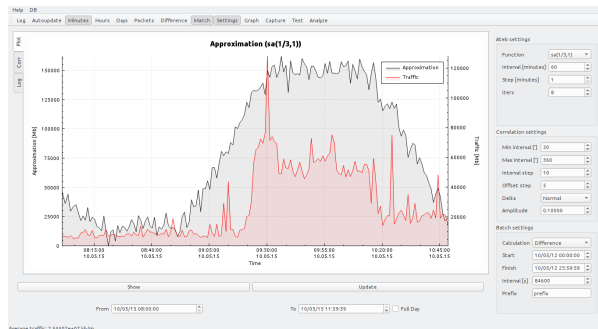 Help DB
Log Autoupdate Minutes Hours Days Packets Difference Match Settings Graph Capture Test Analyze
Plot
Corr
Log
Approximation (sa(1/3,1))
Approximation
Traffic
Approximation [Mb]
150000
125000
100000
75000
50000
25000
0
Traffic [Mb]
120000
100000
80000
60000
40000
20000
08:15:00 08:40:00 09:05:00 09:30:00 09:55:00 10:20:00 10:45:00
10.05.15 10.05.15 10.05.15 10.05.15 10.05.15 10.05.15 10.05.15
Time
Show Update
From 10/05/15 08:00:00 To 10/05/15 11:59:59 Full Day
Ateb settings
Function sa(1/3,1)
Interval [minutes] 60
Step [minutes] 1
Iters 8
Correlation settings
Min interval [] 30
Max interval [] 360
Interval step 10
Offset step 5
Delta Normal
Amplitude 0.10000
Batch settings
Calculation Difference
Start 10/05/12 00:00:00
Finish 10/05/12 23:59:59
Interval [s] 84600
Prefix prefix
Average traffic: